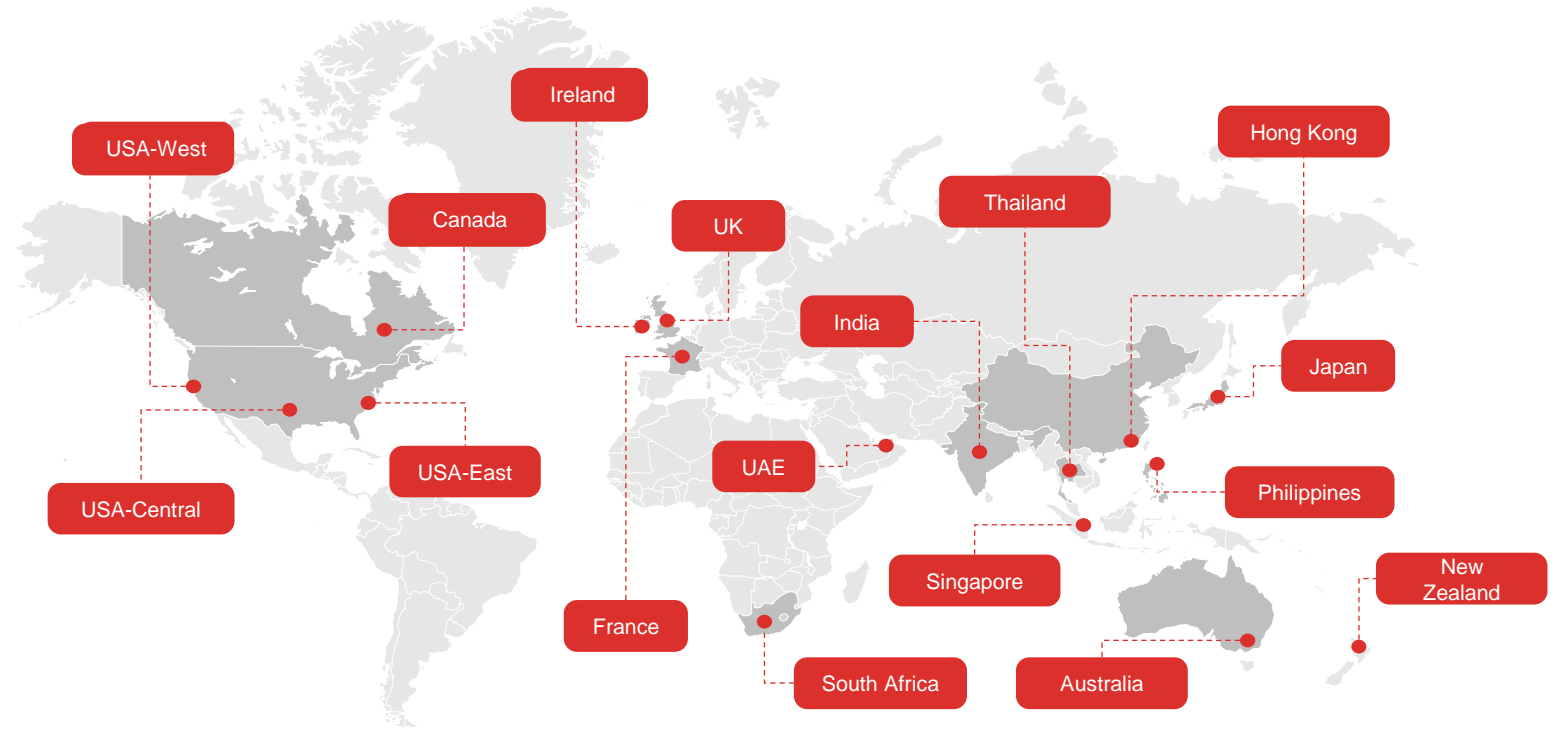 Ireland
Hong Kong
USA-West
Thailand
Canada
UK
India
Japan
UAE
USA-East
Philippines
USA-Central
Singapore
New
Zealand
France
South Africa
Australia